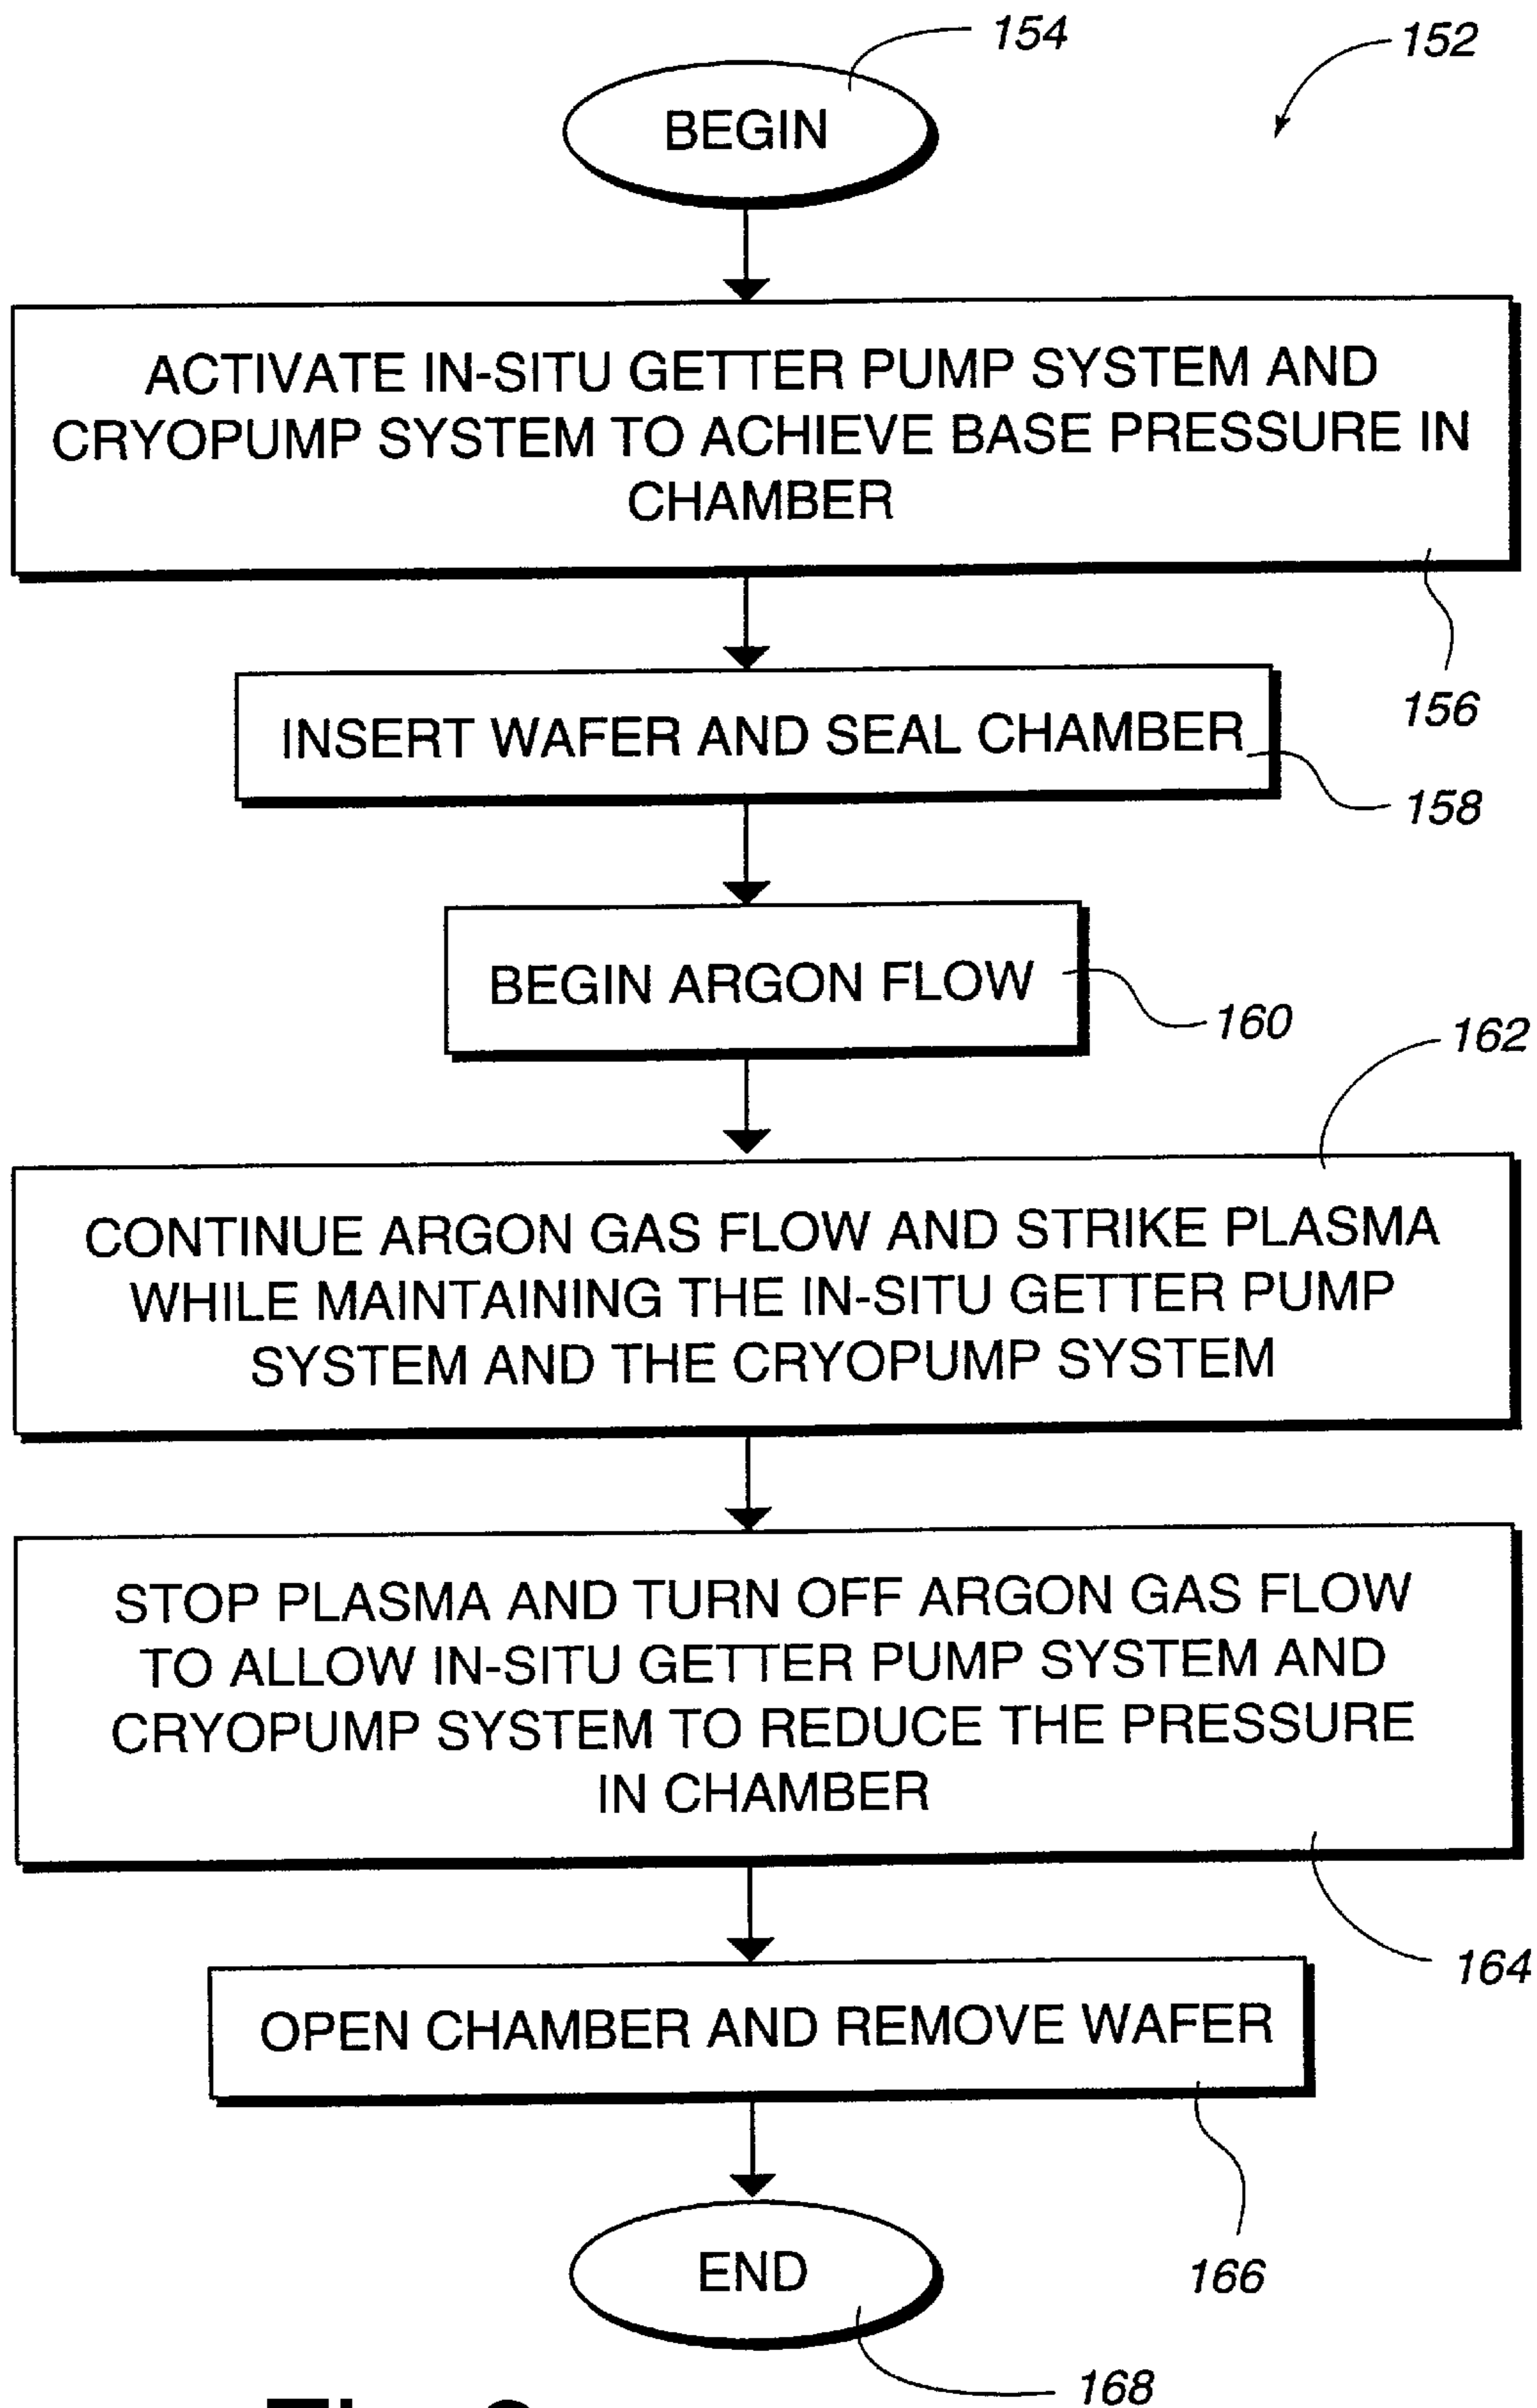 154
152
BEGIN
ACTIVATE IN-SITU GETTER PUMP SYSTEM AND
CRYOPUMP SYSTEM TO ACHIEVE BASE PRESSURE IN
CHAMBER
156
INSERT WAFER AND SEAL CHAMBER
158
BEGIN ARGON FLOW
160
162
CONTINUE ARGON GAS FLOW AND STRIKE PLASMA
WHILE MAINTAINING THE IN-SITU GETTER PUMP
SYSTEM AND THE CRYOPUMP SYSTEM
STOP PLASMA AND TURN OFF ARGON GAS FLOW
TO ALLOW IN-SITU GETTER PUMP SYSTEM AND
CRYOPUMP SYSTEM TO REDUCE THE PRESSURE
IN CHAMBER
164
OPEN CHAMBER AND REMOVE WAFER
166
END
168